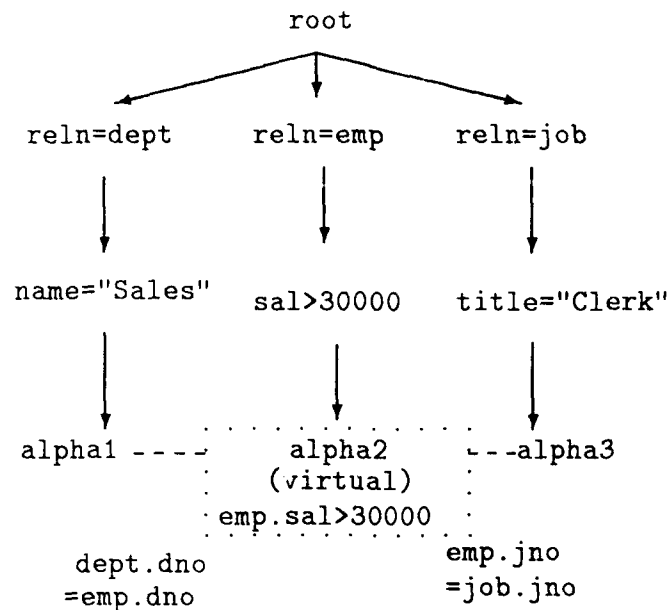 root
reln=dept reln=emp reln=job
name="Sales" sal>30000 title="Clerk"
alpha1 alpha2 alpha3
(virtual)
emp.sal>30000
dept.dno
=emp.dno
emp.jno
=job.jno